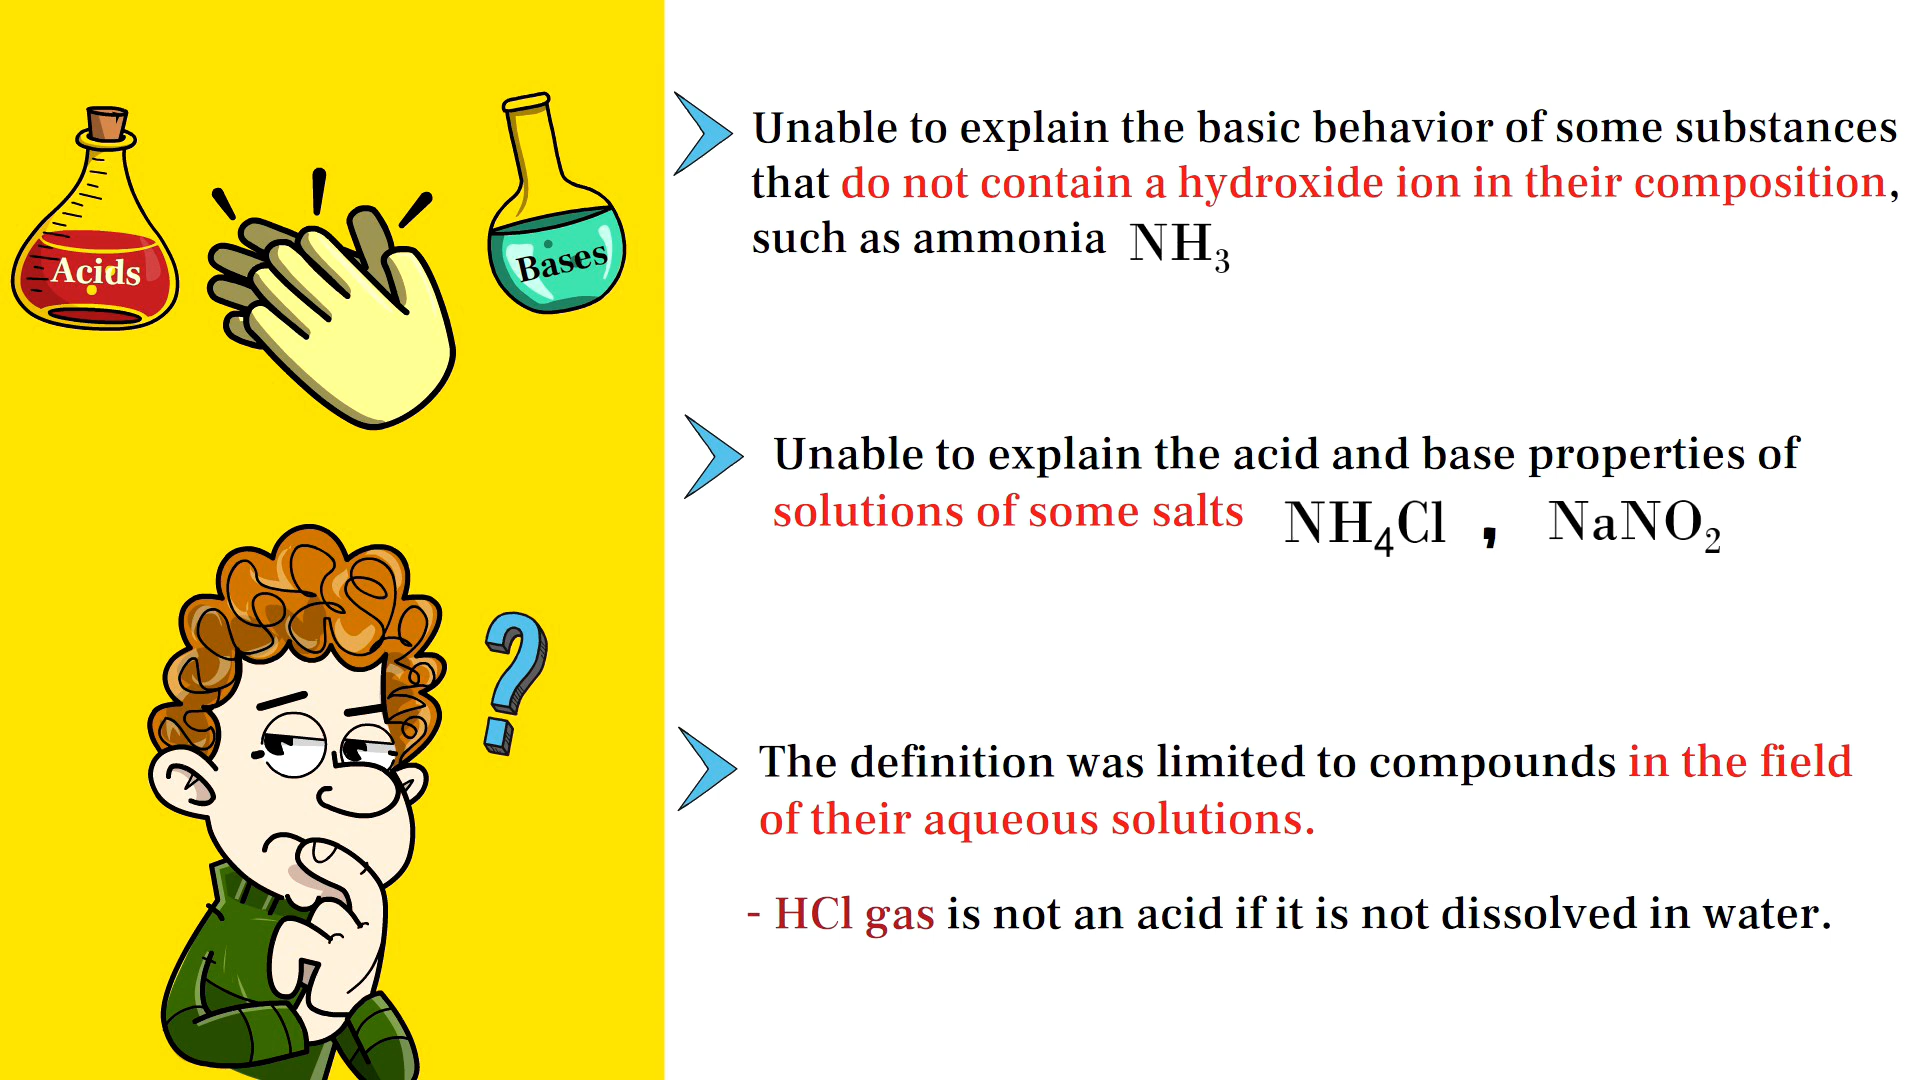 Acids
Bases
?
Unable to explain the basic behavior of some substances
that do not contain a hydroxide ion in their composition,
such as ammonia NH₃
Unable to explain the acid and base properties of
solutions of some salts NH₄Cl , NaNO₂
The definition was limited to compounds in the field
of their aqueous solutions.
- HCl gas is not an acid if it is not dissolved in water.